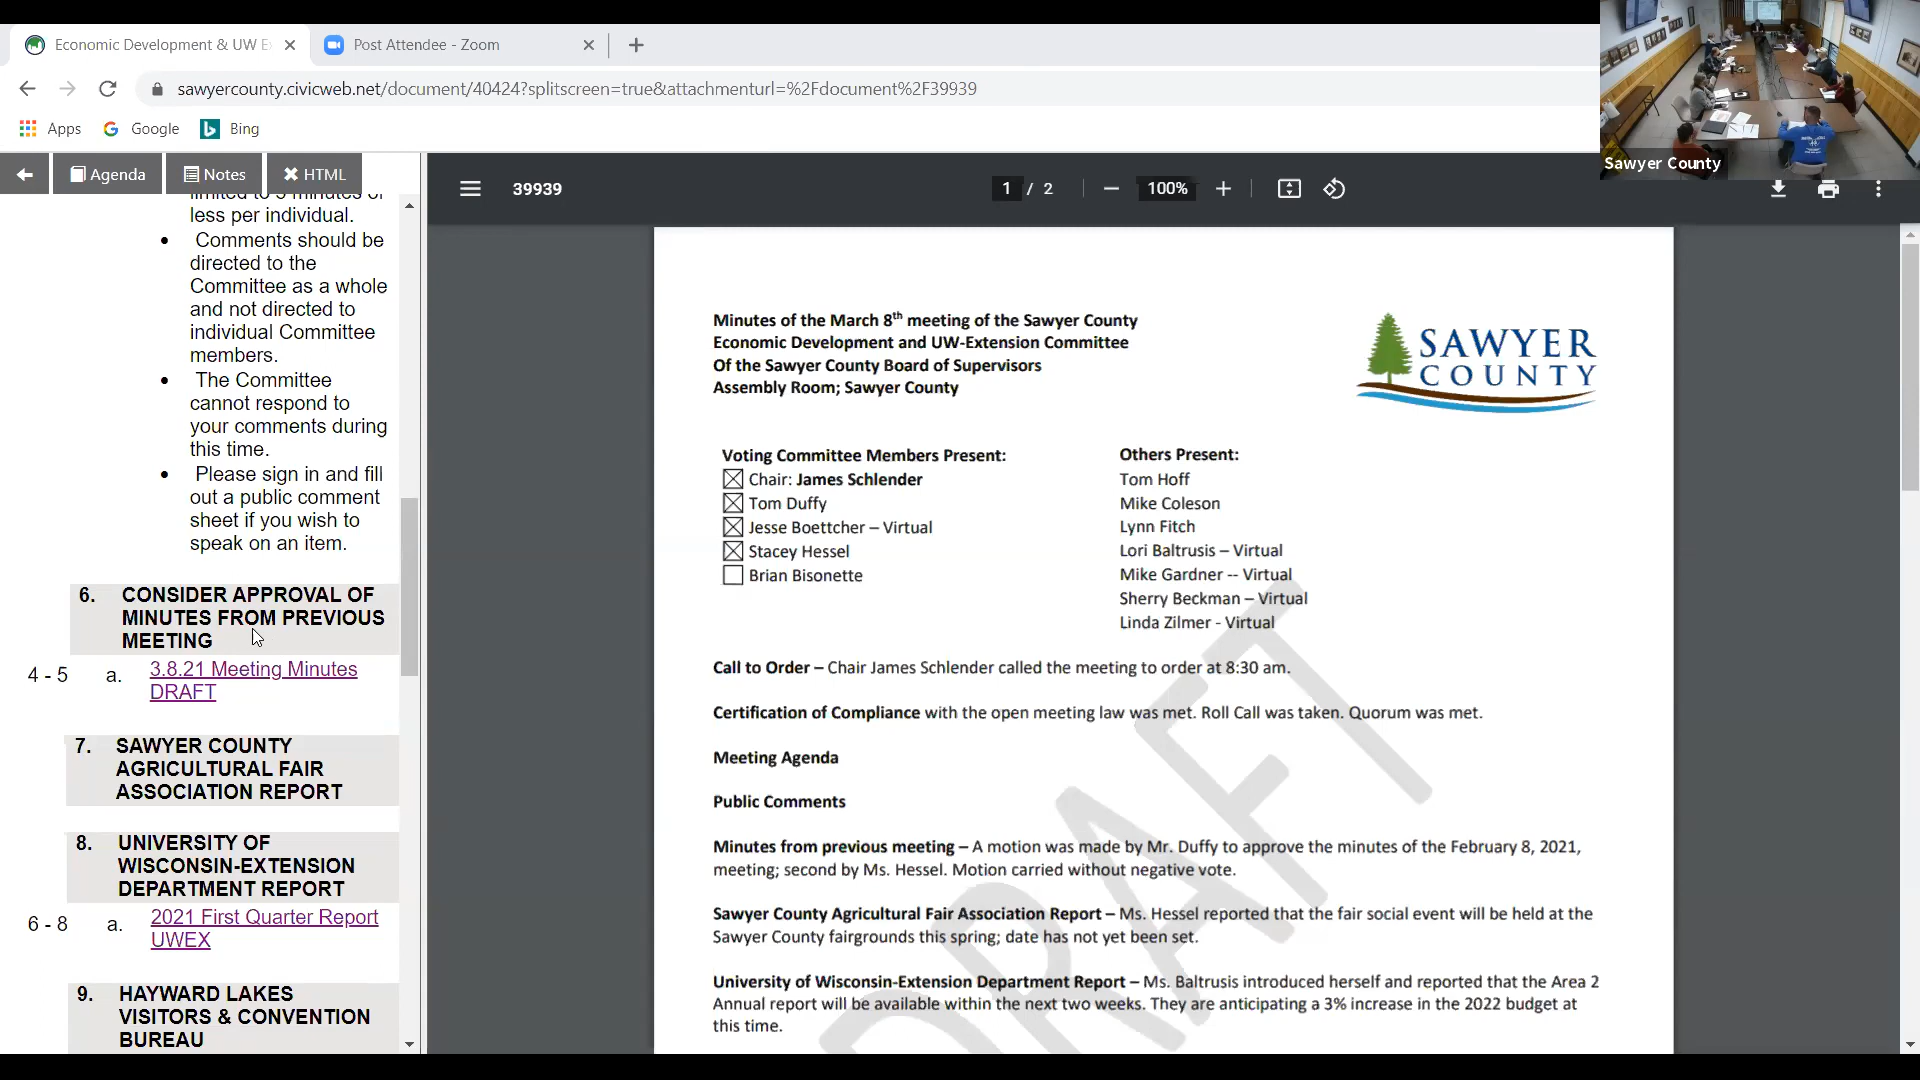 Economic Development & UW E
Post Attendee - Zoom
sawyercounty.civicweb.net/document/40424?splitscreen=true&attachmenturl=%2Fdocument%2F39939
Apps
Google
Bing
Sawyer County
Agenda
Notes
HTML
39939
1 / 2
100%
limited to 3 minutes or
less per individual.
• Comments should be
directed to the
Committee as a whole
and not directed to
individual Committee
members.
• The Committee
cannot respond to
your comments during
this time.
• Please sign in and fill
out a public comment
sheet if you wish to
speak on an item.
6. CONSIDER APPROVAL OF
MINUTES FROM PREVIOUS
MEETING
4 - 5 a. 3.8.21 Meeting Minutes
DRAFT
7. SAWYER COUNTY
AGRICULTURAL FAIR
ASSOCIATION REPORT
8. UNIVERSITY OF
WISCONSIN-EXTENSION
DEPARTMENT REPORT
6 - 8 a. 2021 First Quarter Report
UWEX
9. HAYWARD LAKES
VISITORS & CONVENTION
BUREAU
Minutes of the March 8th meeting of the Sawyer County
Economic Development and UW-Extension Committee
Of the Sawyer County Board of Supervisors
Assembly Room; Sawyer County
SAWYER
COUNTY
Voting Committee Members Present:
Chair: James Schlender
Tom Duffy
Jesse Boettcher – Virtual
Stacey Hessel
Brian Bisonette
Others Present:
Tom Hoff
Mike Coleson
Lynn Fitch
Lori Baltrusis – Virtual
Mike Gardner -- Virtual
Sherry Beckman – Virtual
Linda Zilmer - Virtual
Call to Order – Chair James Schlender called the meeting to order at 8:30 am.
Certification of Compliance with the open meeting law was met. Roll Call was taken. Quorum was met.
Meeting Agenda
Public Comments
Minutes from previous meeting – A motion was made by Mr. Duffy to approve the minutes of the February 8, 2021,
meeting; second by Ms. Hessel. Motion carried without negative vote.
Sawyer County Agricultural Fair Association Report – Ms. Hessel reported that the fair social event will be held at the
Sawyer County fairgrounds this spring; date has not yet been set.
University of Wisconsin-Extension Department Report – Ms. Baltrusis introduced herself and reported that the Area 2
Annual report will be available within the next two weeks. They are anticipating a 3% increase in the 2022 budget at
this time.
DRAFT